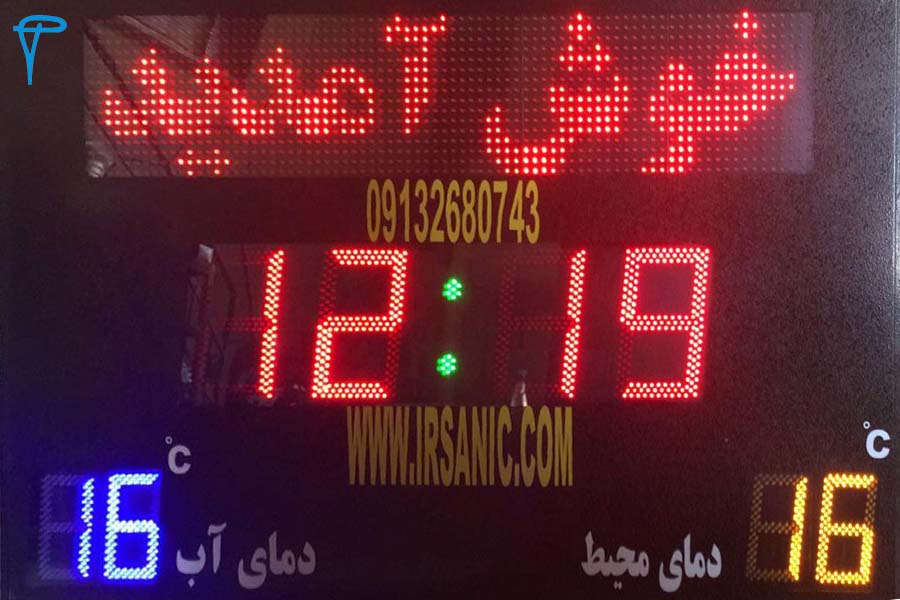 خوش آمدید
09132680743
12:19
WWW.IRSANIC.COM
°C
16
دمای آب
°C
16
دمای محیط